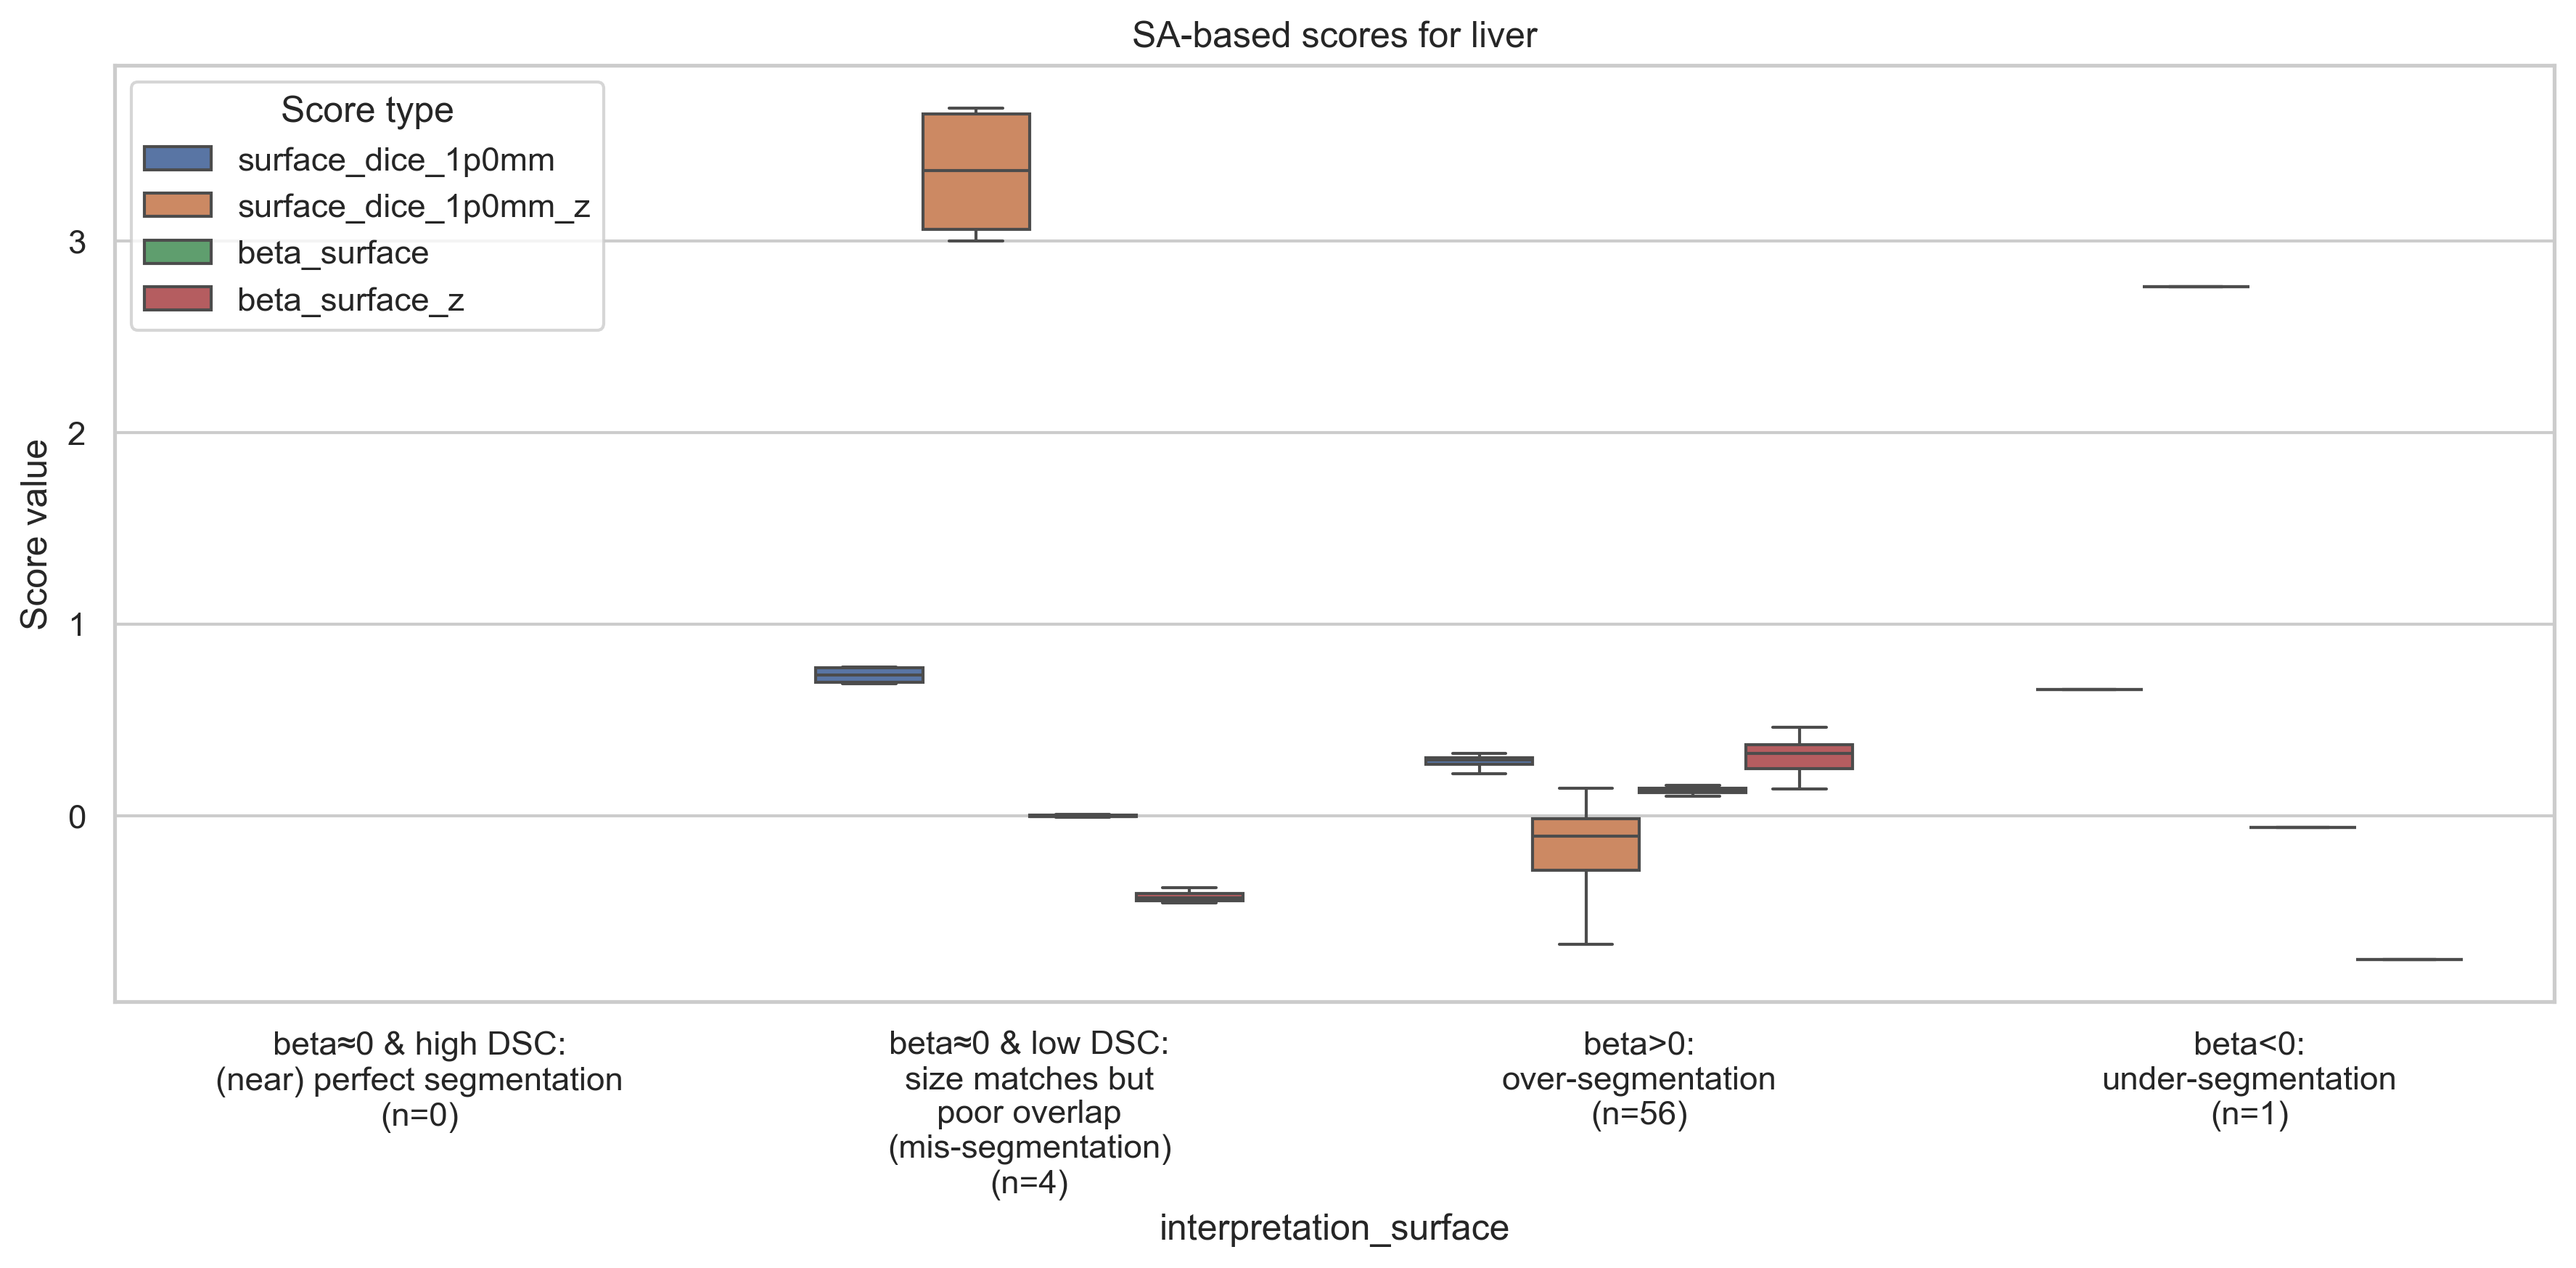 SA-based scores for liver
Score type
surface_dice_1p0mm
surface_dice_1p0mm_z
beta_surface
beta_surface_z
Score value
3
2
1
0
beta≈0 & high DSC:
(near) perfect segmentation
(n=0)
beta≈0 & low DSC:
size matches but
poor overlap
(mis-segmentation)
(n=4)
beta>0:
over-segmentation
(n=56)
beta<0:
under-segmentation
(n=1)
interpretation_surface